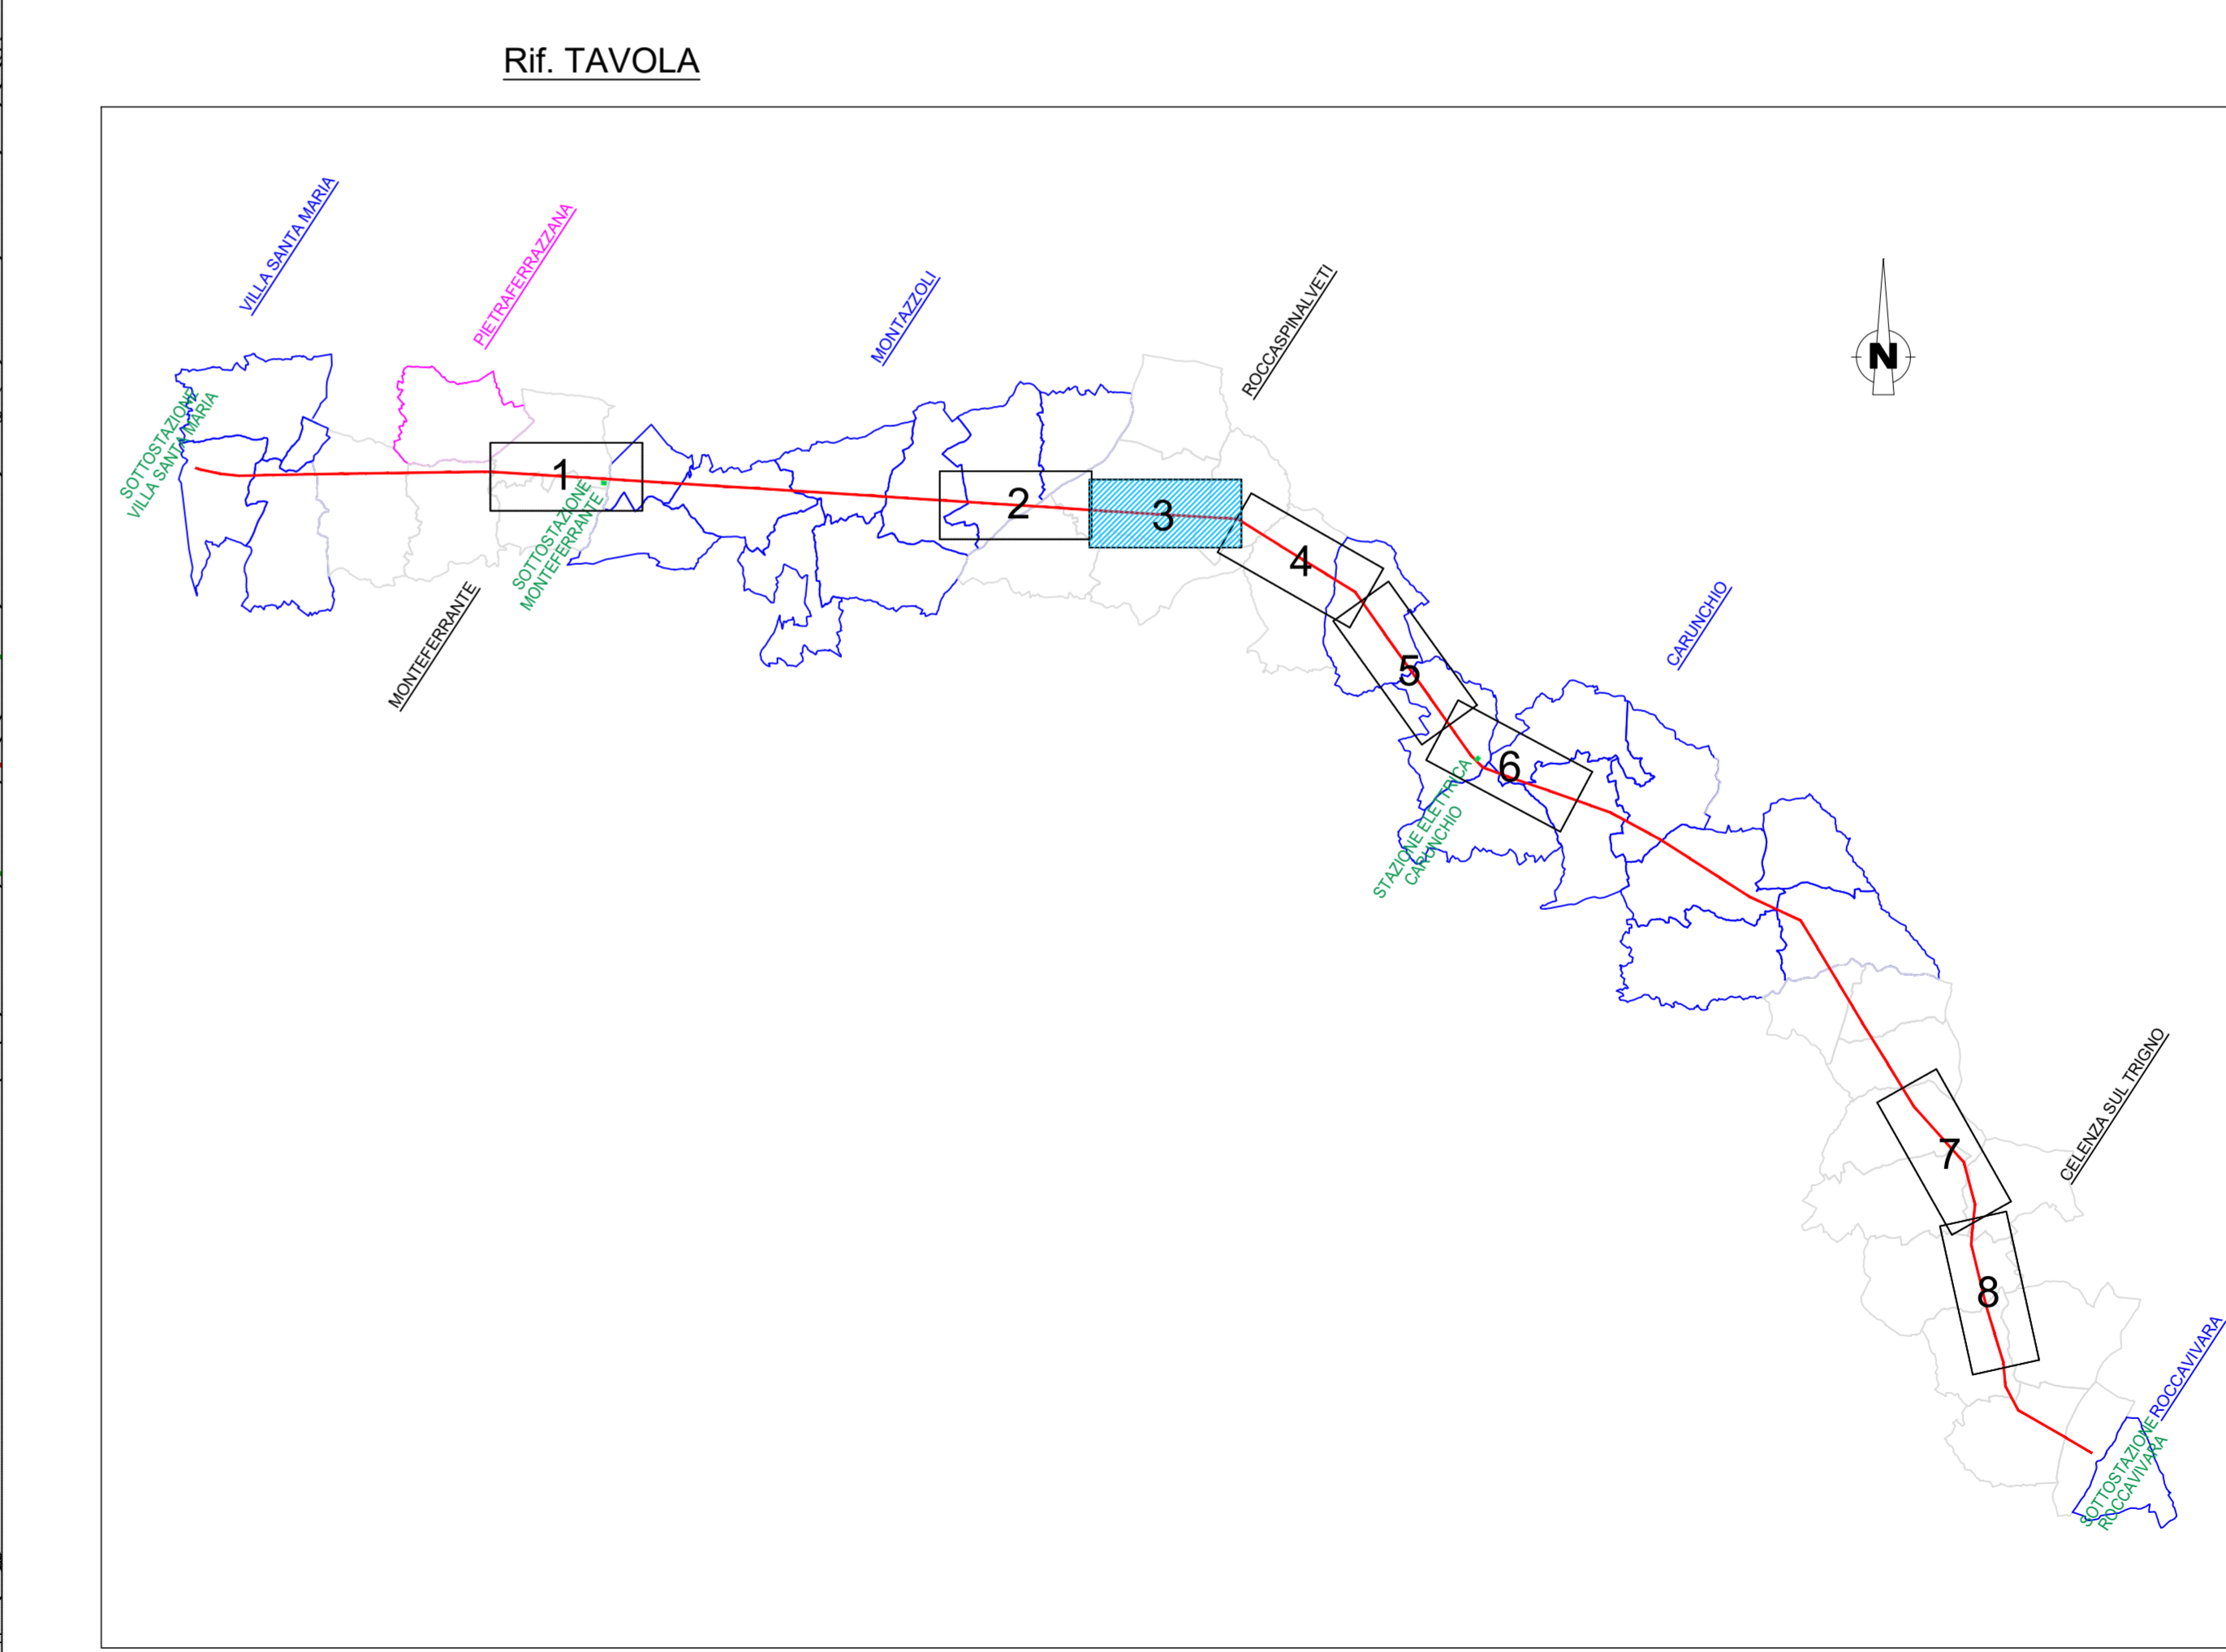 Rif. TAVOLA
VILLA SANTA MARIA
PIETRAFERRAZZANA
MONTAZZOLI
ROCCASPINALVETI
N
SOTTOSTAZIONE
VILLA SANTA MARIA
1
2
3
4
SOTTOSTAZIONE
MONTEFERRANTE
MONTEFERRANTE
5
CARUNCHIO
6
STAZIONE ELETTRICA
CARUNCHIO
7
CELENZA SUL TRIGNO
8
ROCCAVIVARA
SOTTOSTAZIONE
ROCCAVIVARA